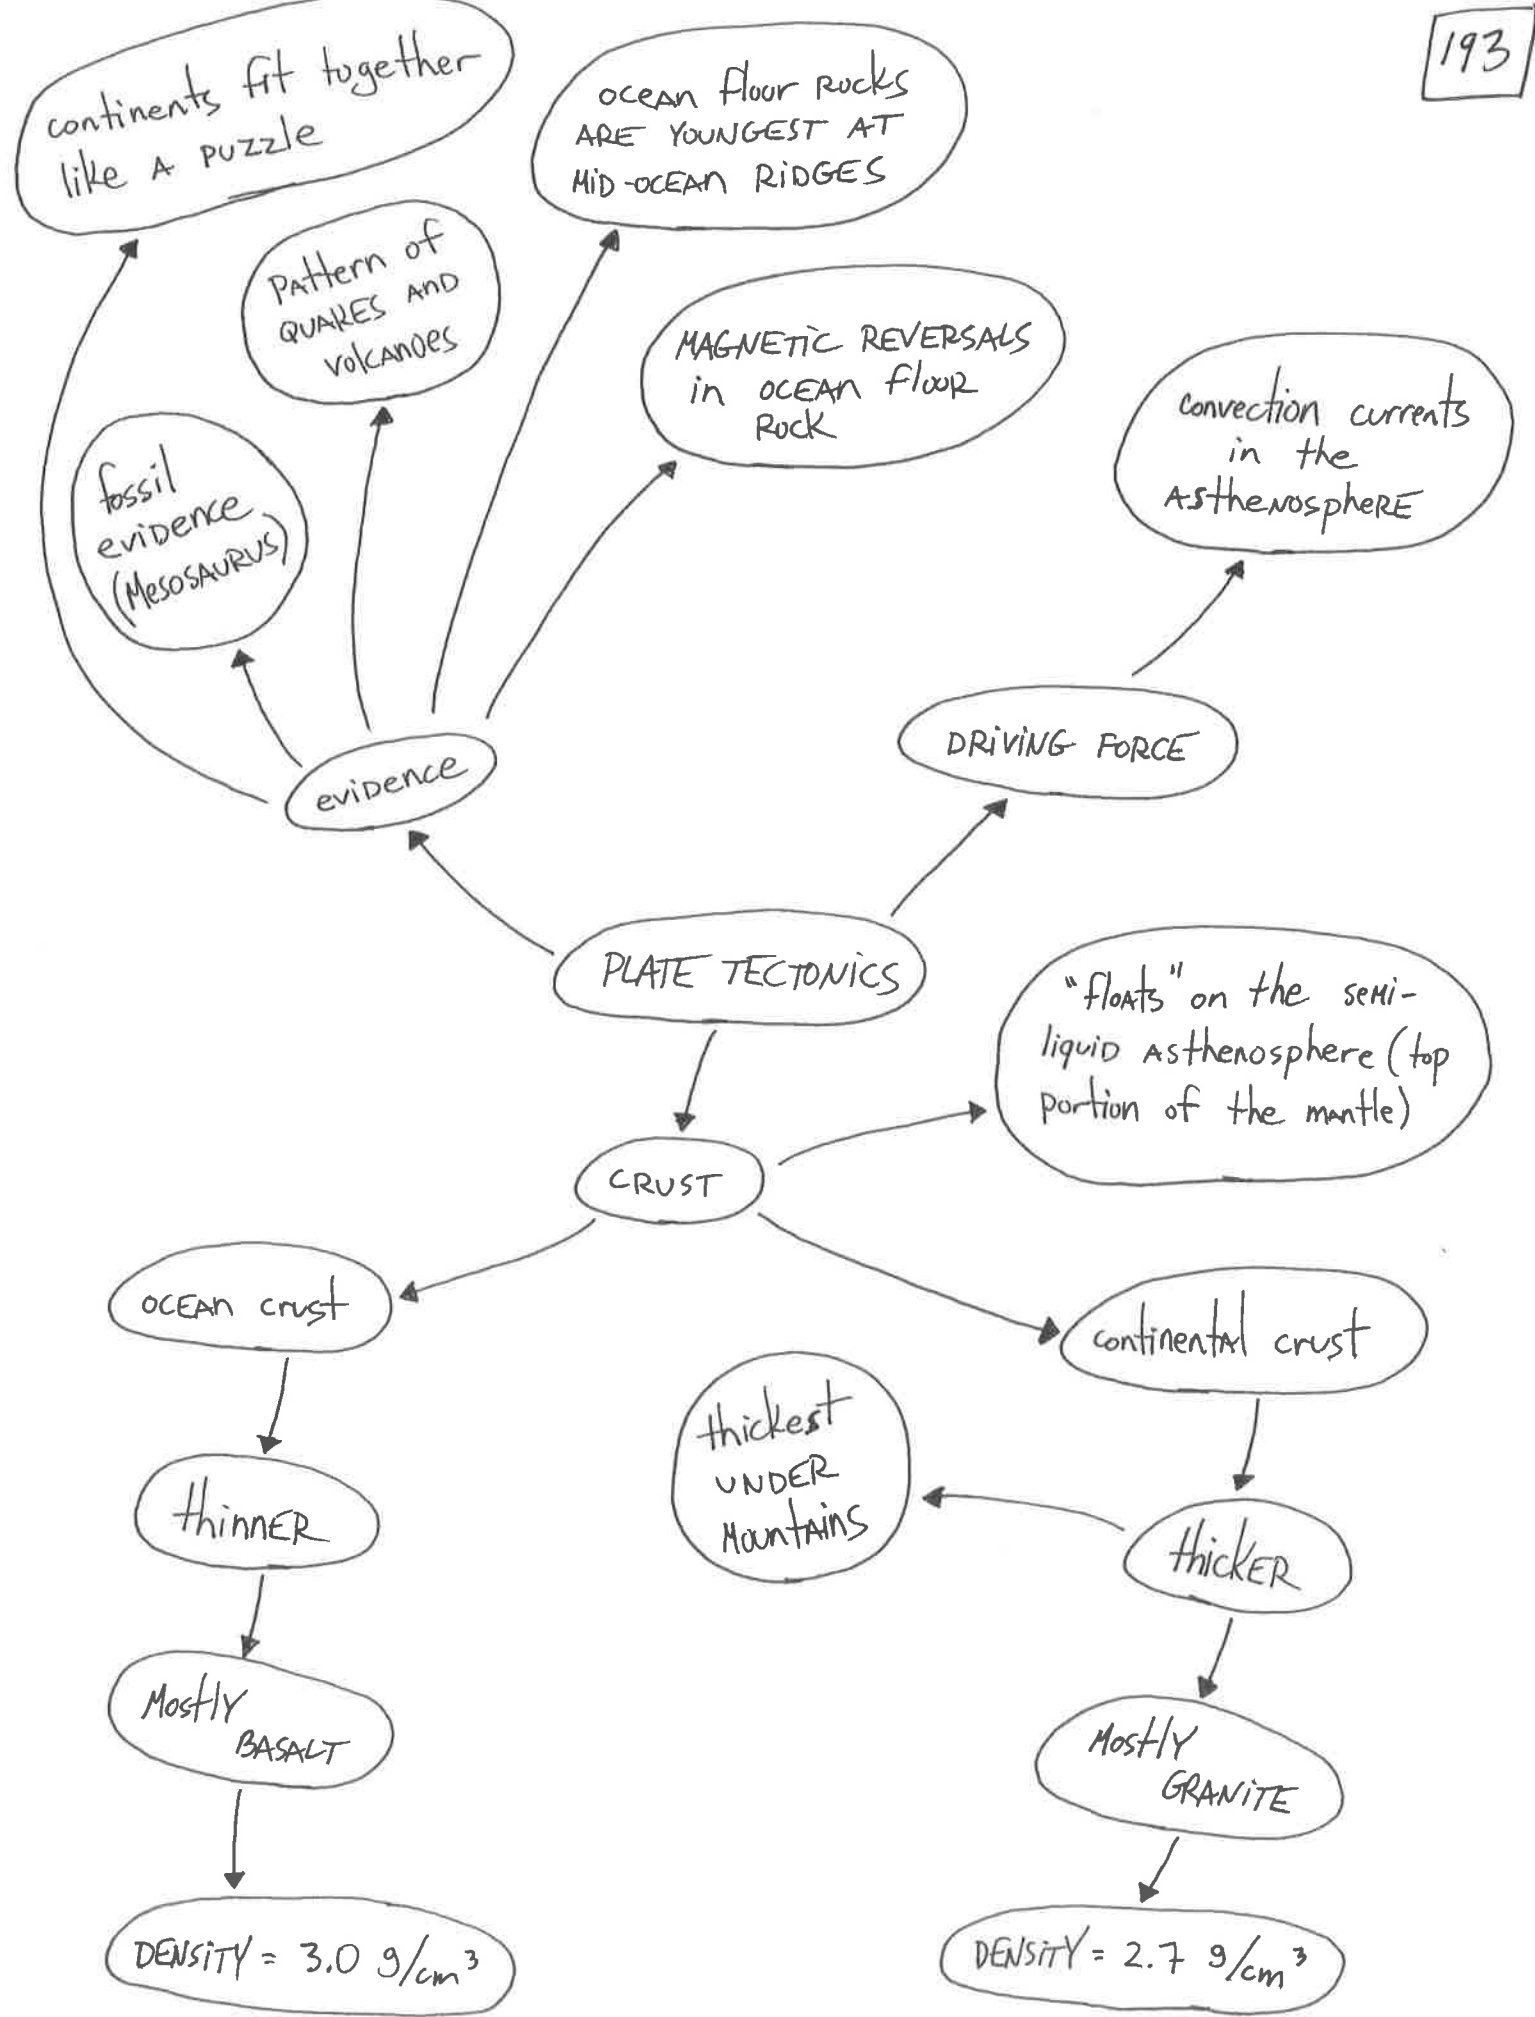 193
continents fit together
like A puzzle
ocean floor Rocks
ARE YOUNGEST AT
MID-OCEAN RIDGES
PAttern of
QUAKES AND
volcanoes
MAGNETIC REVERSALS
in OCEAN floor
Rock
convection currents
in the
AsthenosphERE
fossil
eviDence
(MesosAURUS)
DRIVING FORCE
eviDence
PLATE TECTONICS
"floAts" on the semi-
liquiD Asthenosphere (top
portion of the mantle)
CRUST
OCEAn crust
continentAl crust
thickest
UNDER
MountAins
thinnER
thickER
Mostly
BASALT
Mostly
GRANITE
DENSITY = 3.0 g/cm³
DENSITY = 2.7 g/cm³